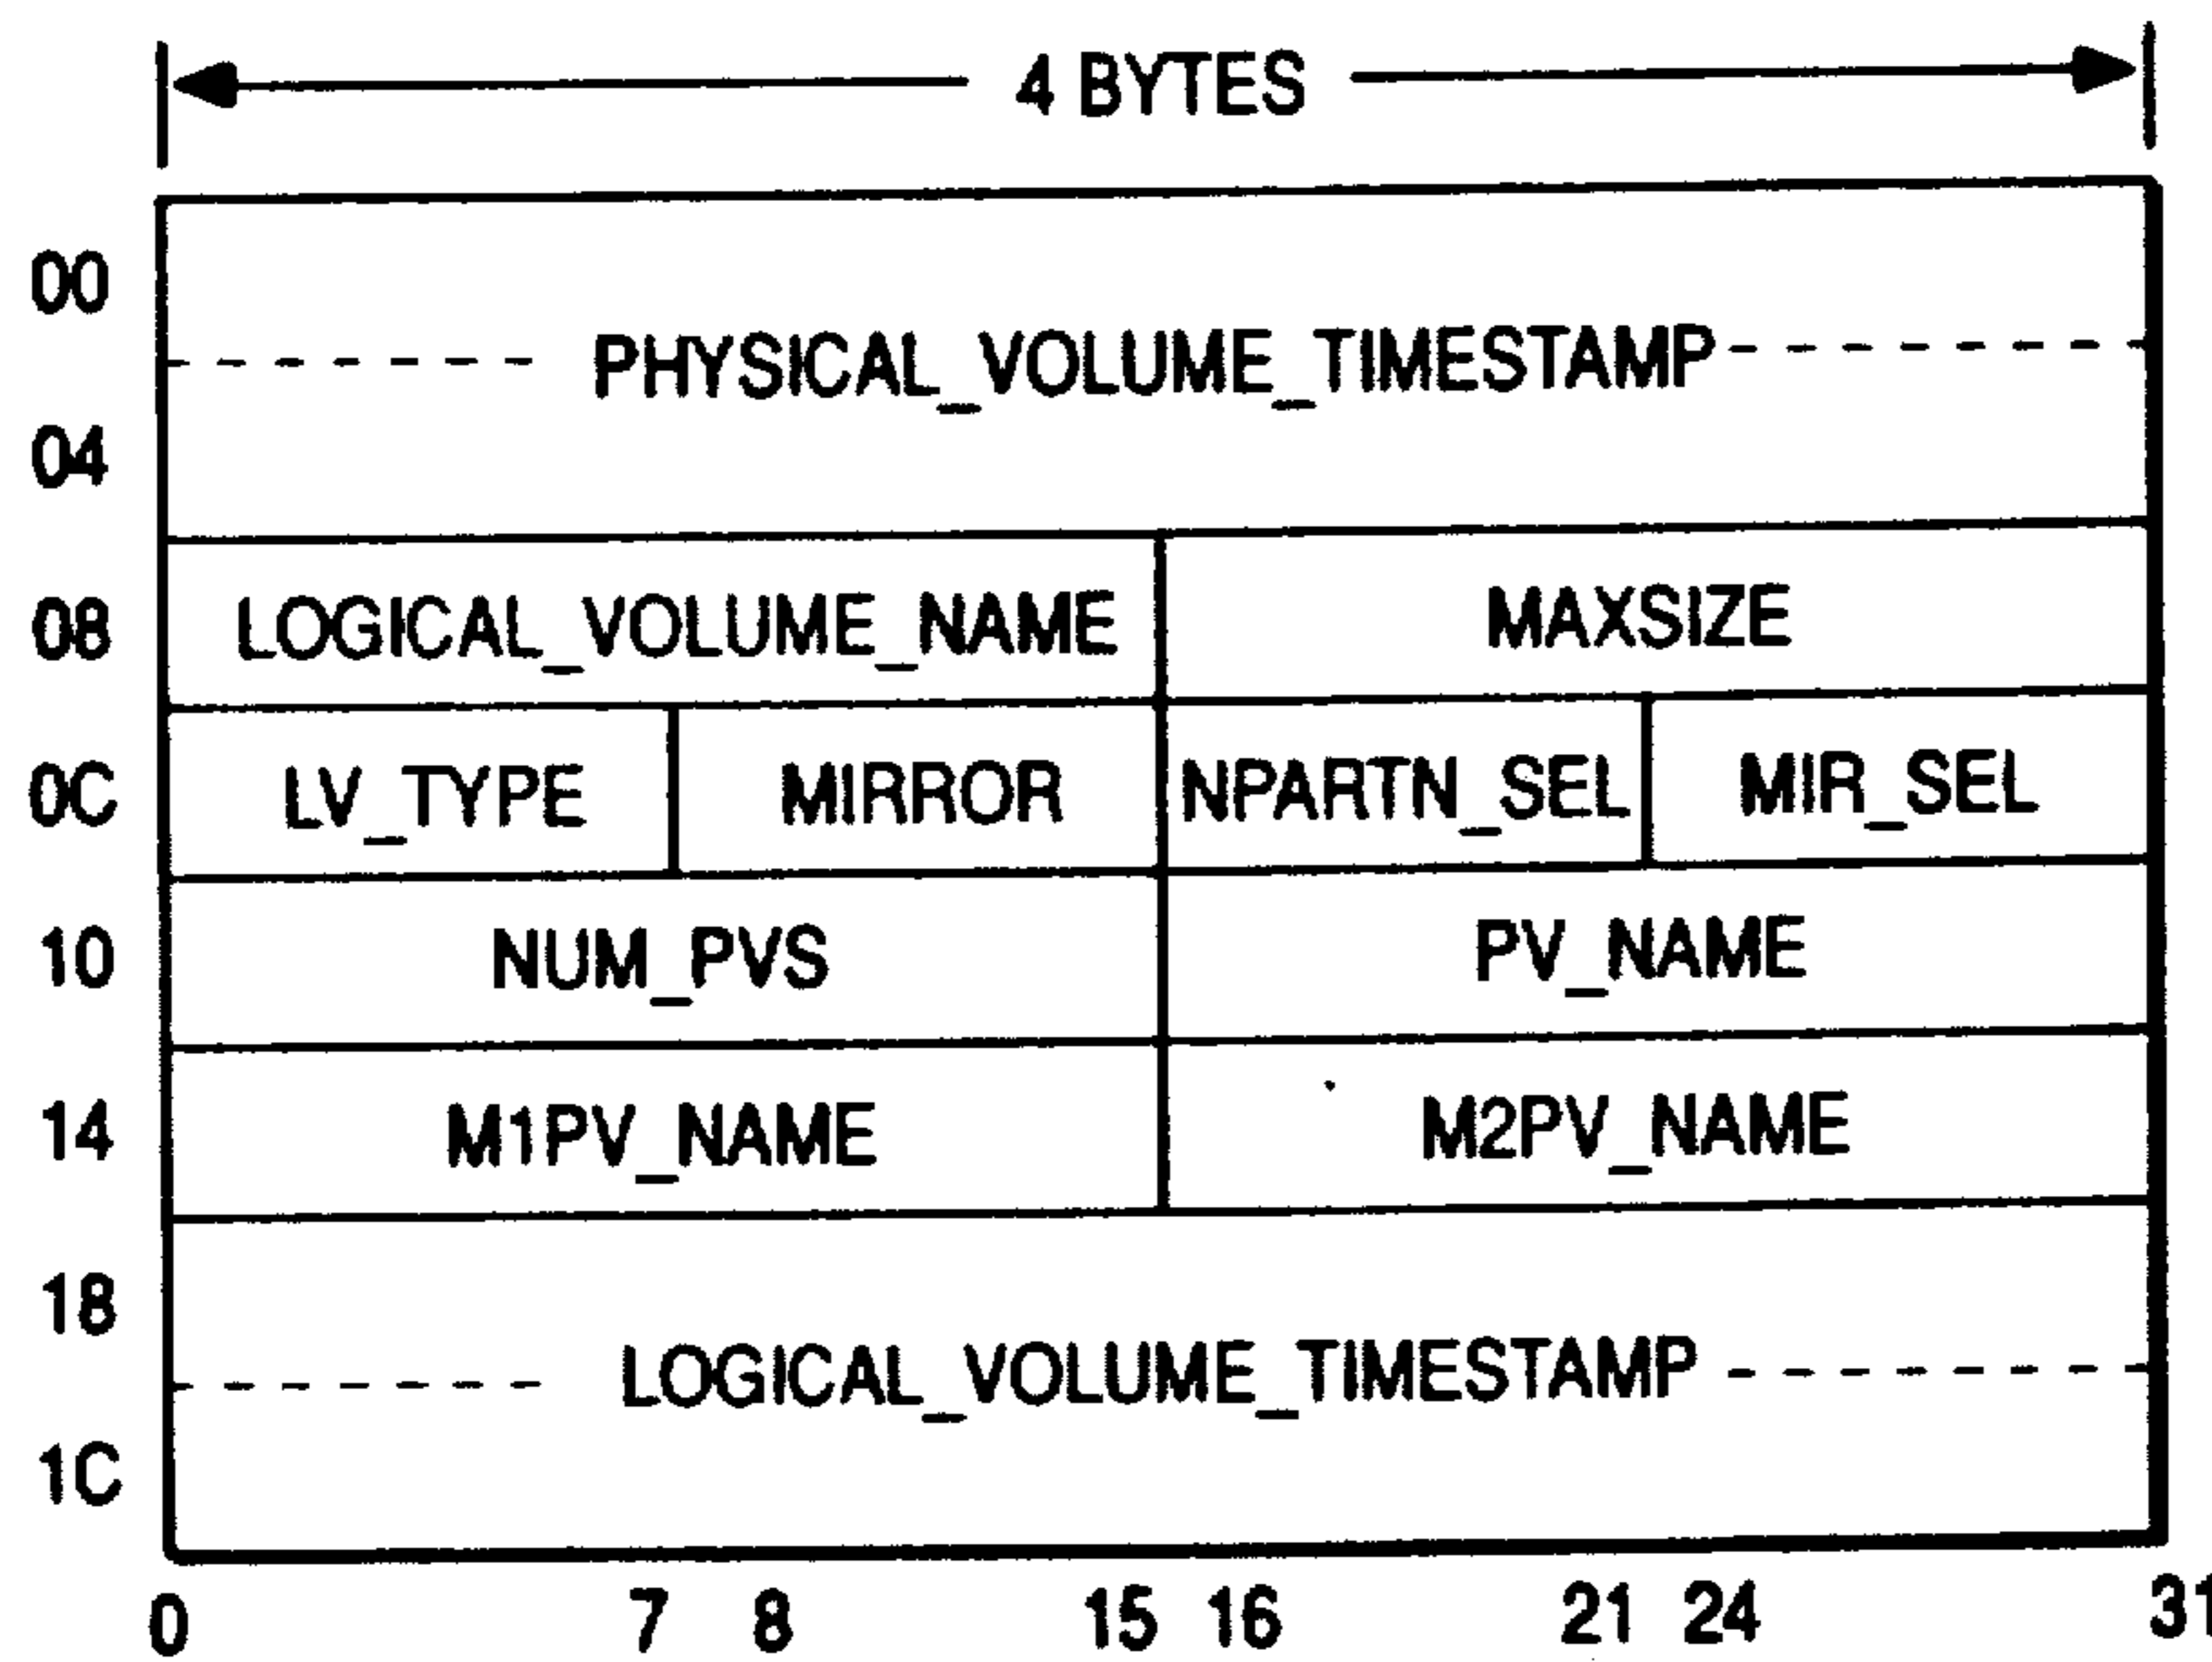 4 BYTES
00
PHYSICAL_VOLUME_TIMESTAMP
04
08 LOGICAL_VOLUME_NAME MAXSIZE
0C LV_TYPE MIRROR NPARTN_SEL MIR_SEL
10 NUM_PVS PV_NAME
14 M1PV_NAME M2PV_NAME
18
LOGICAL_VOLUME_TIMESTAMP
1C
0 7 8 15 16 21 24 31